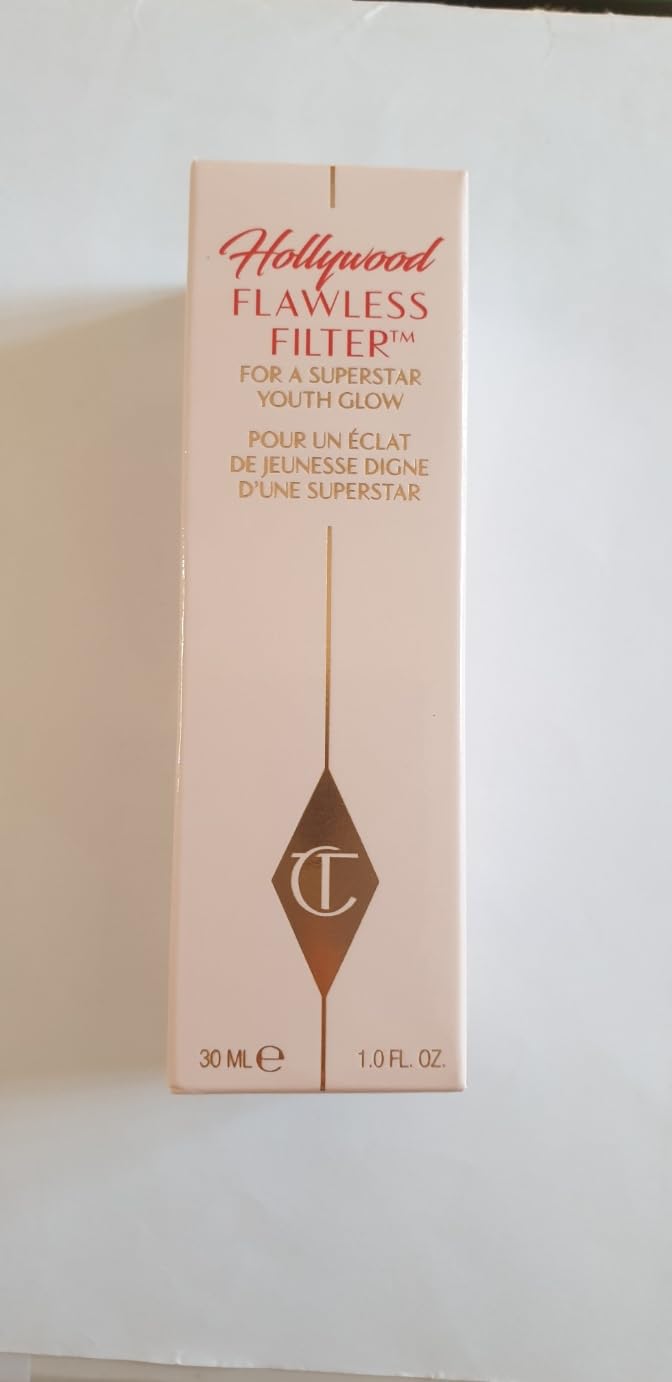 Hollywood
FLAWLESS
FILTER™
FOR A SUPERSTAR
YOUTH GLOW
POUR UN ÉCLAT
DE JEUNESSE DIGNE
D'UNE SUPERSTAR
CT
30 ML ℮ 1.0 FL. OZ.